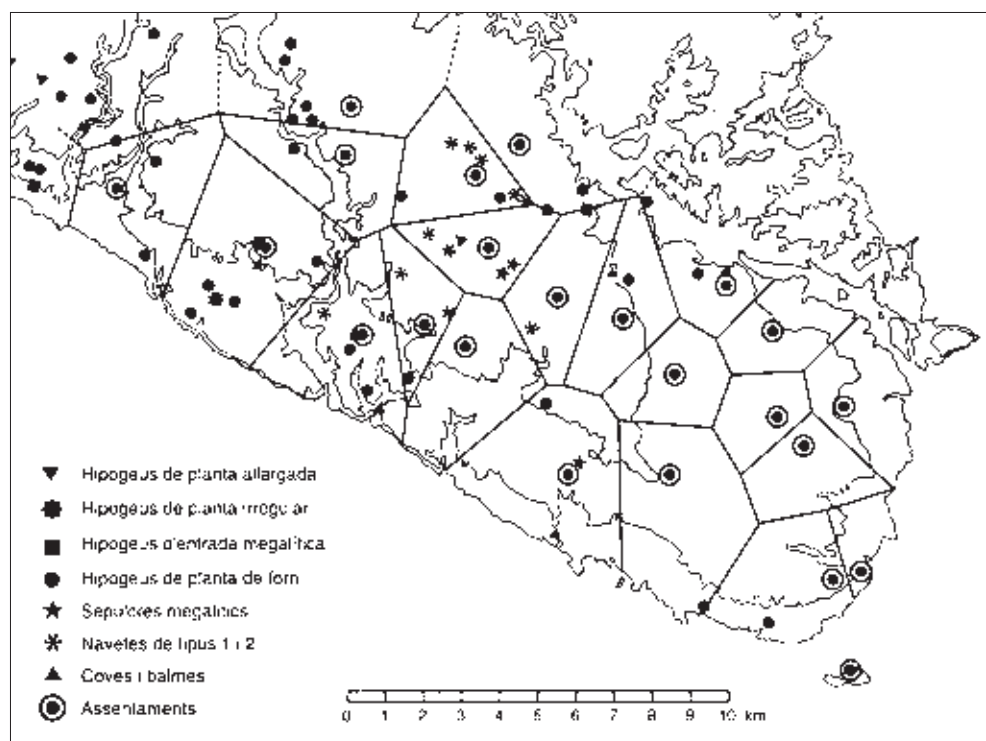 Hipogeus de planta allargada
Hipogeus de planta irregular
Hipogeus d'entrada megalítica
Hipogeus de planta de forn
Sepulcres megalítics
Navetes de tipus 1 i 2
Coves i balmes
Assentaments
0 1 2 3 4 5 6 7 8 9 10 km